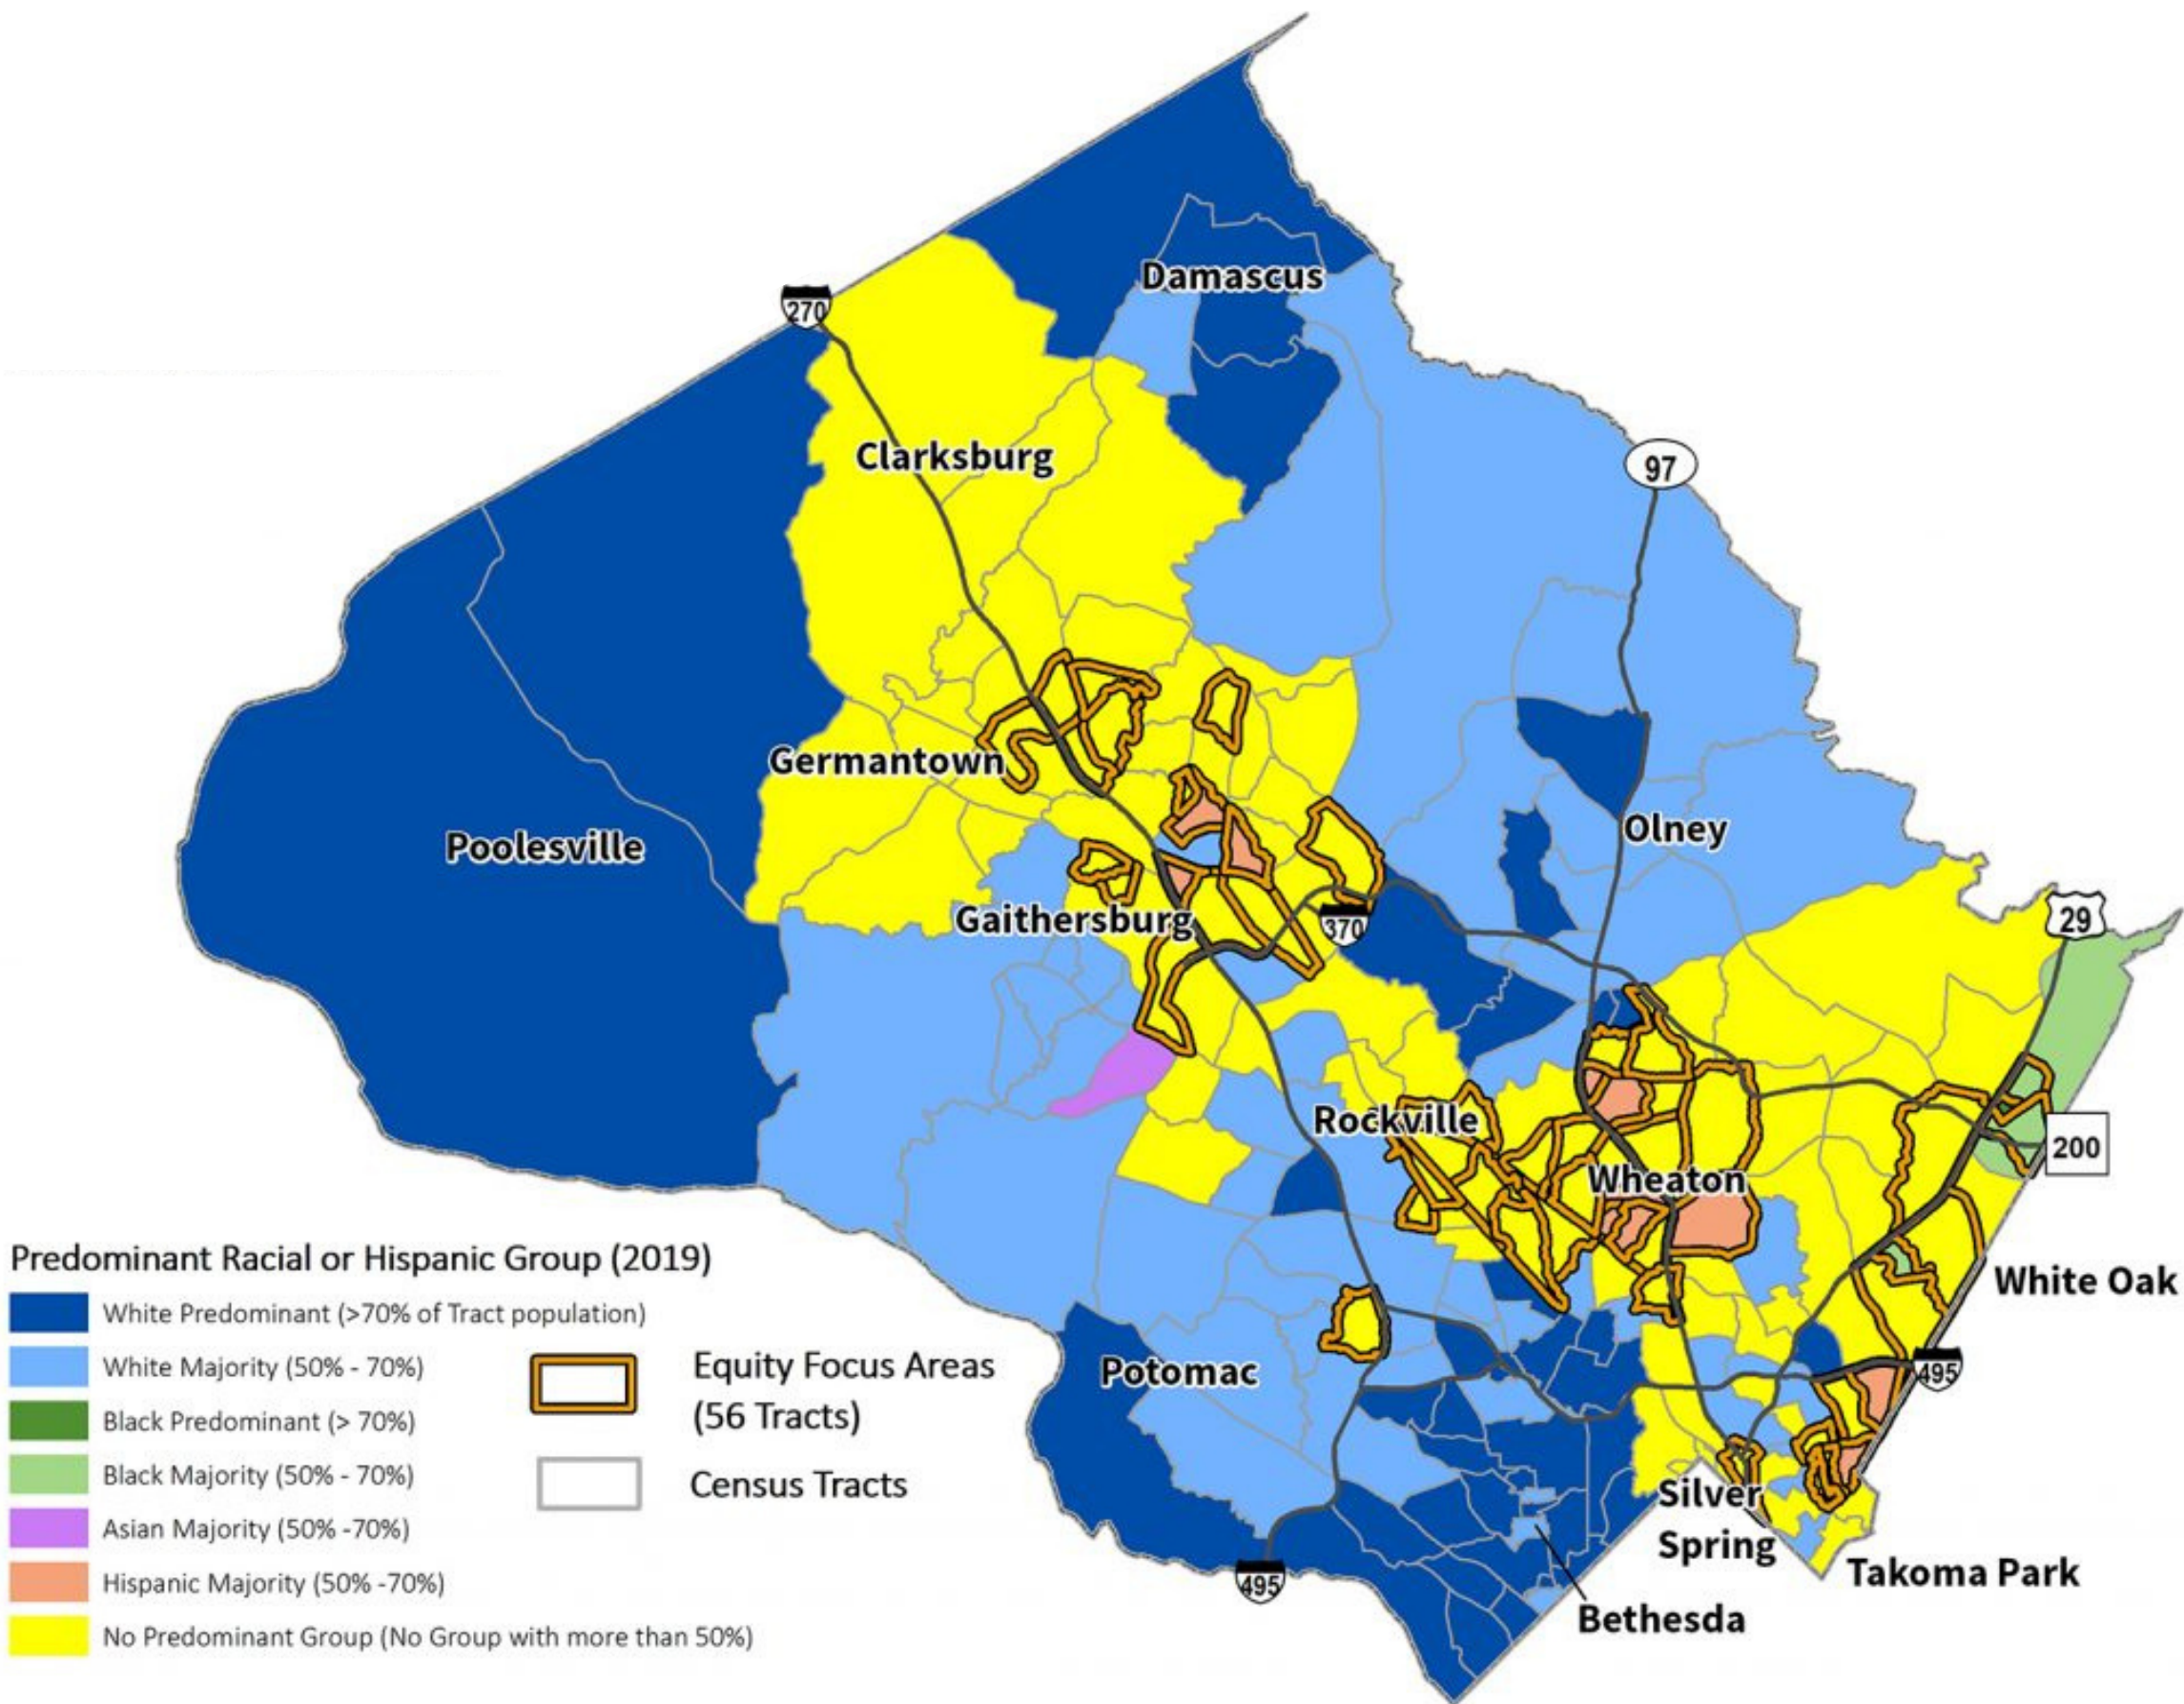 Damascus
270
Clarksburg
97
Germantown
Poolesville
Olney
Gaithersburg
370
29
Rockville
200
Wheaton
White Oak
Potomac
495
Silver
Spring
Takoma Park
495
Bethesda
Predominant Racial or Hispanic Group (2019)
White Predominant (>70% of Tract population)
White Majority (50% - 70%)
Black Predominant (> 70%)
Black Majority (50% - 70%)
Asian Majority (50% -70%)
Hispanic Majority (50% -70%)
No Predominant Group (No Group with more than 50%)
Equity Focus Areas
(56 Tracts)
Census Tracts